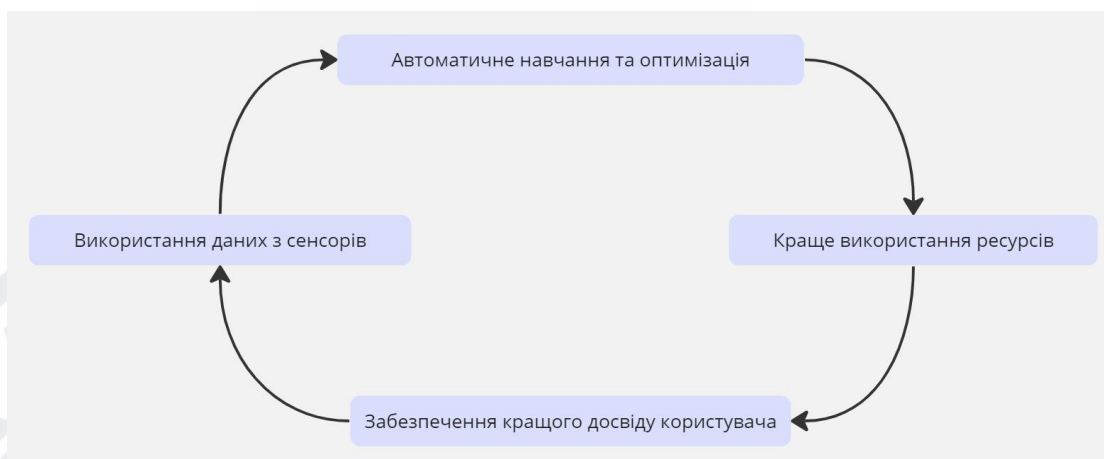 Автоматичне навчання та оптимізація
Використання даних з сенсорів
Краще використання ресурсів
Забезпечення кращого досвіду користувача